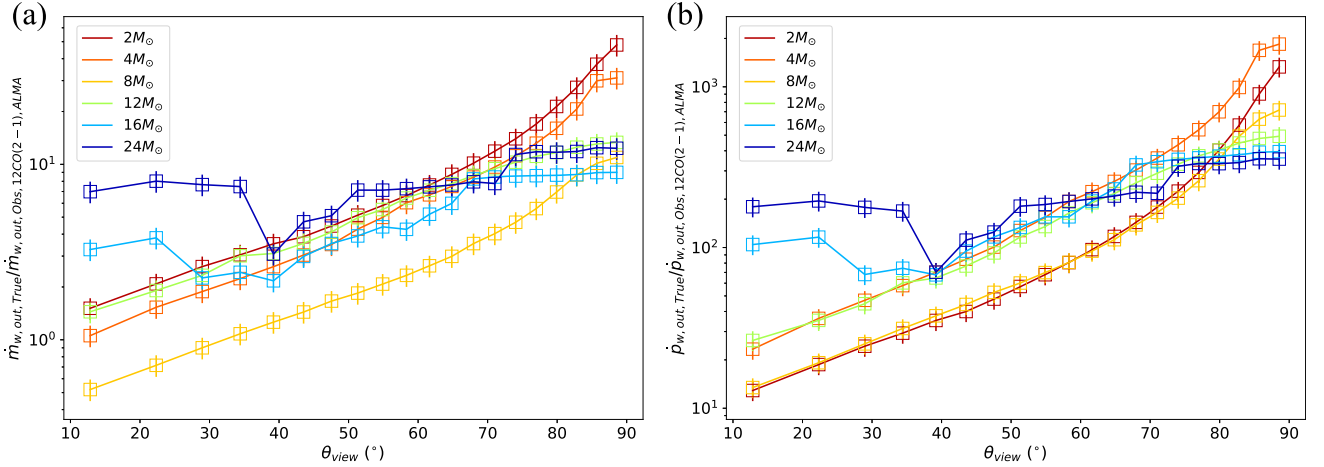 (a)
2M⊙
4M⊙
8M⊙
12M⊙
16M⊙
24M⊙
10¹
10⁰
ṁw, out, True/ṁw, out, Obs, 12CO(2−1), ALMA
10 20 30 40 50 60 70 80 90
θview (°)
(b)
2M⊙
4M⊙
8M⊙
12M⊙
16M⊙
24M⊙
10³
10²
10¹
ṗw, out, True/ṗw, out, Obs, 12CO(2−1), ALMA
10 20 30 40 50 60 70 80 90
θview (°)